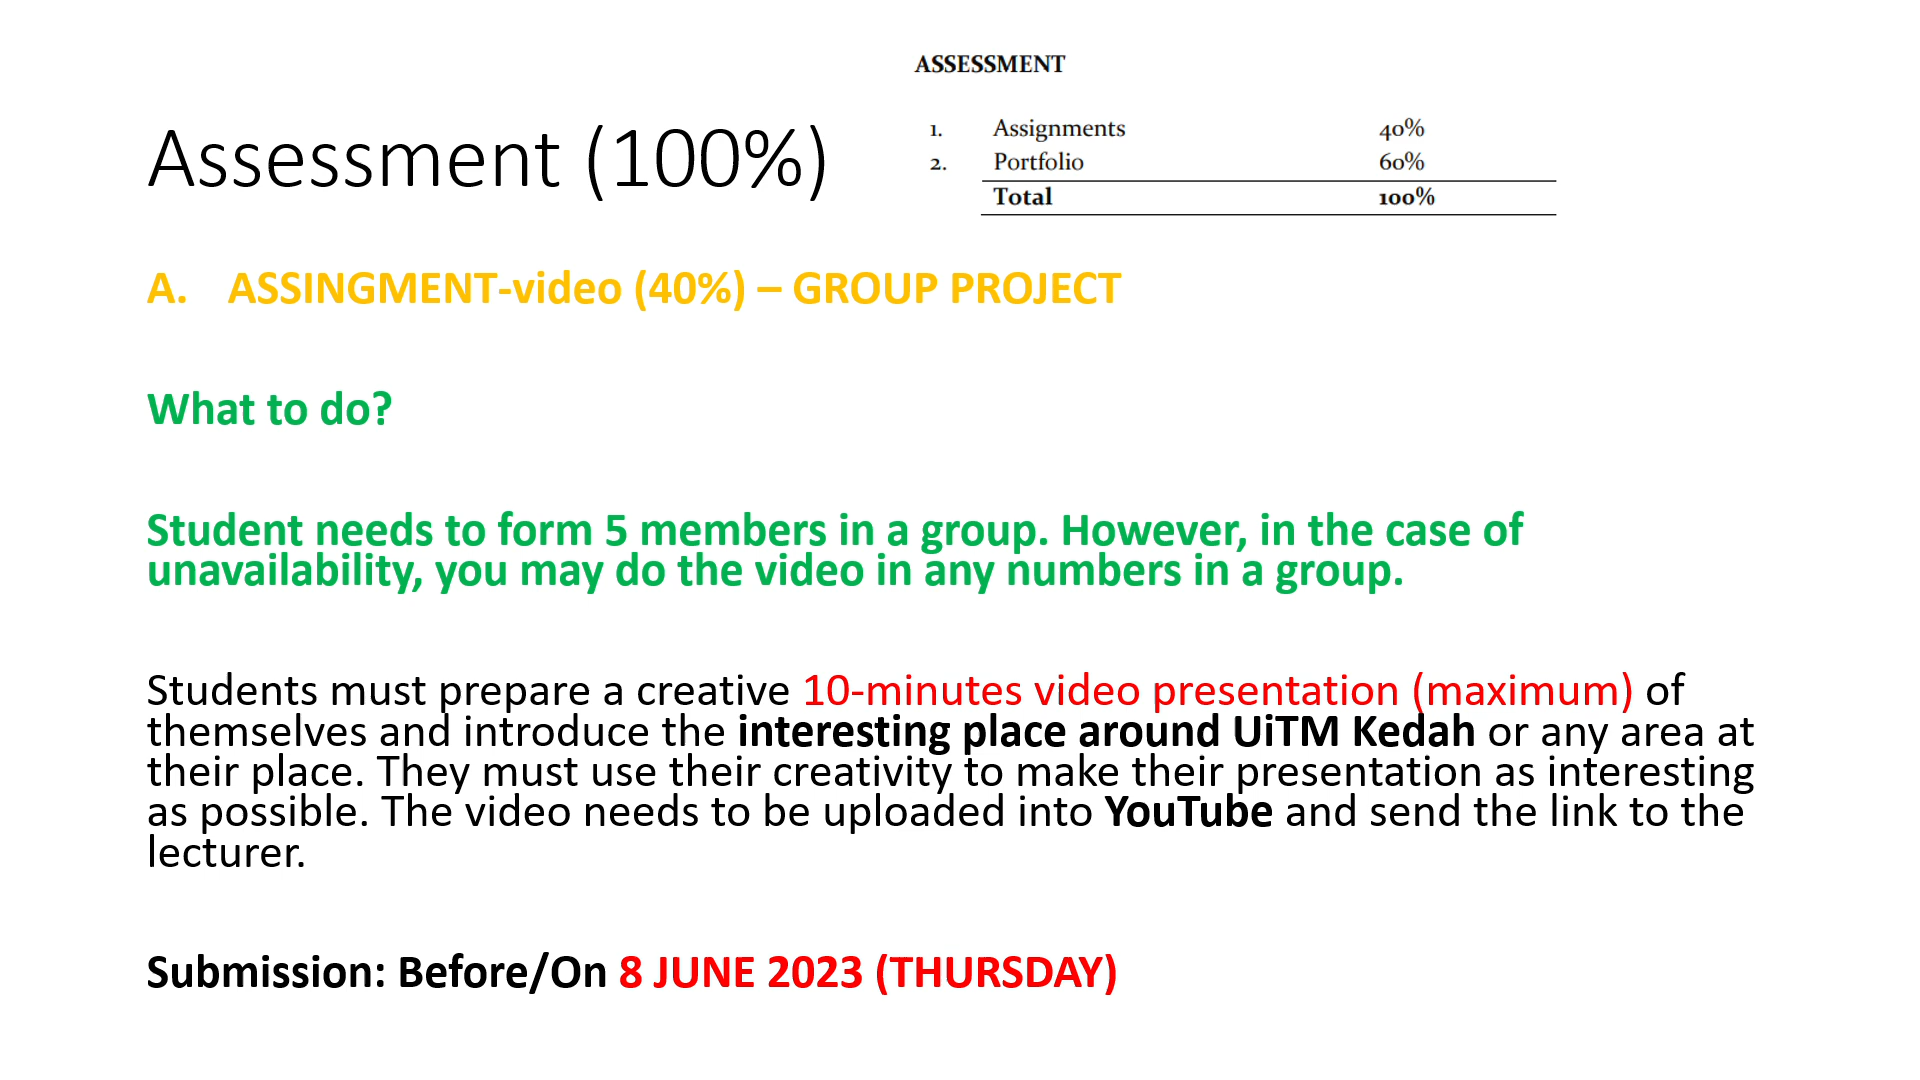 ASSESSMENT
Assessment (100%)
1. Assignments 40%
2. Portfolio 60%
Total 100%
A. ASSINGMENT-video (40%) – GROUP PROJECT
What to do?
Student needs to form 5 members in a group. However, in the case of
unavailability, you may do the video in any numbers in a group.
Students must prepare a creative 10-minutes video presentation (maximum) of
themselves and introduce the interesting place around UiTM Kedah or any area at
their place. They must use their creativity to make their presentation as interesting
as possible. The video needs to be uploaded into YouTube and send the link to the
lecturer.
Submission: Before/On 8 JUNE 2023 (THURSDAY)